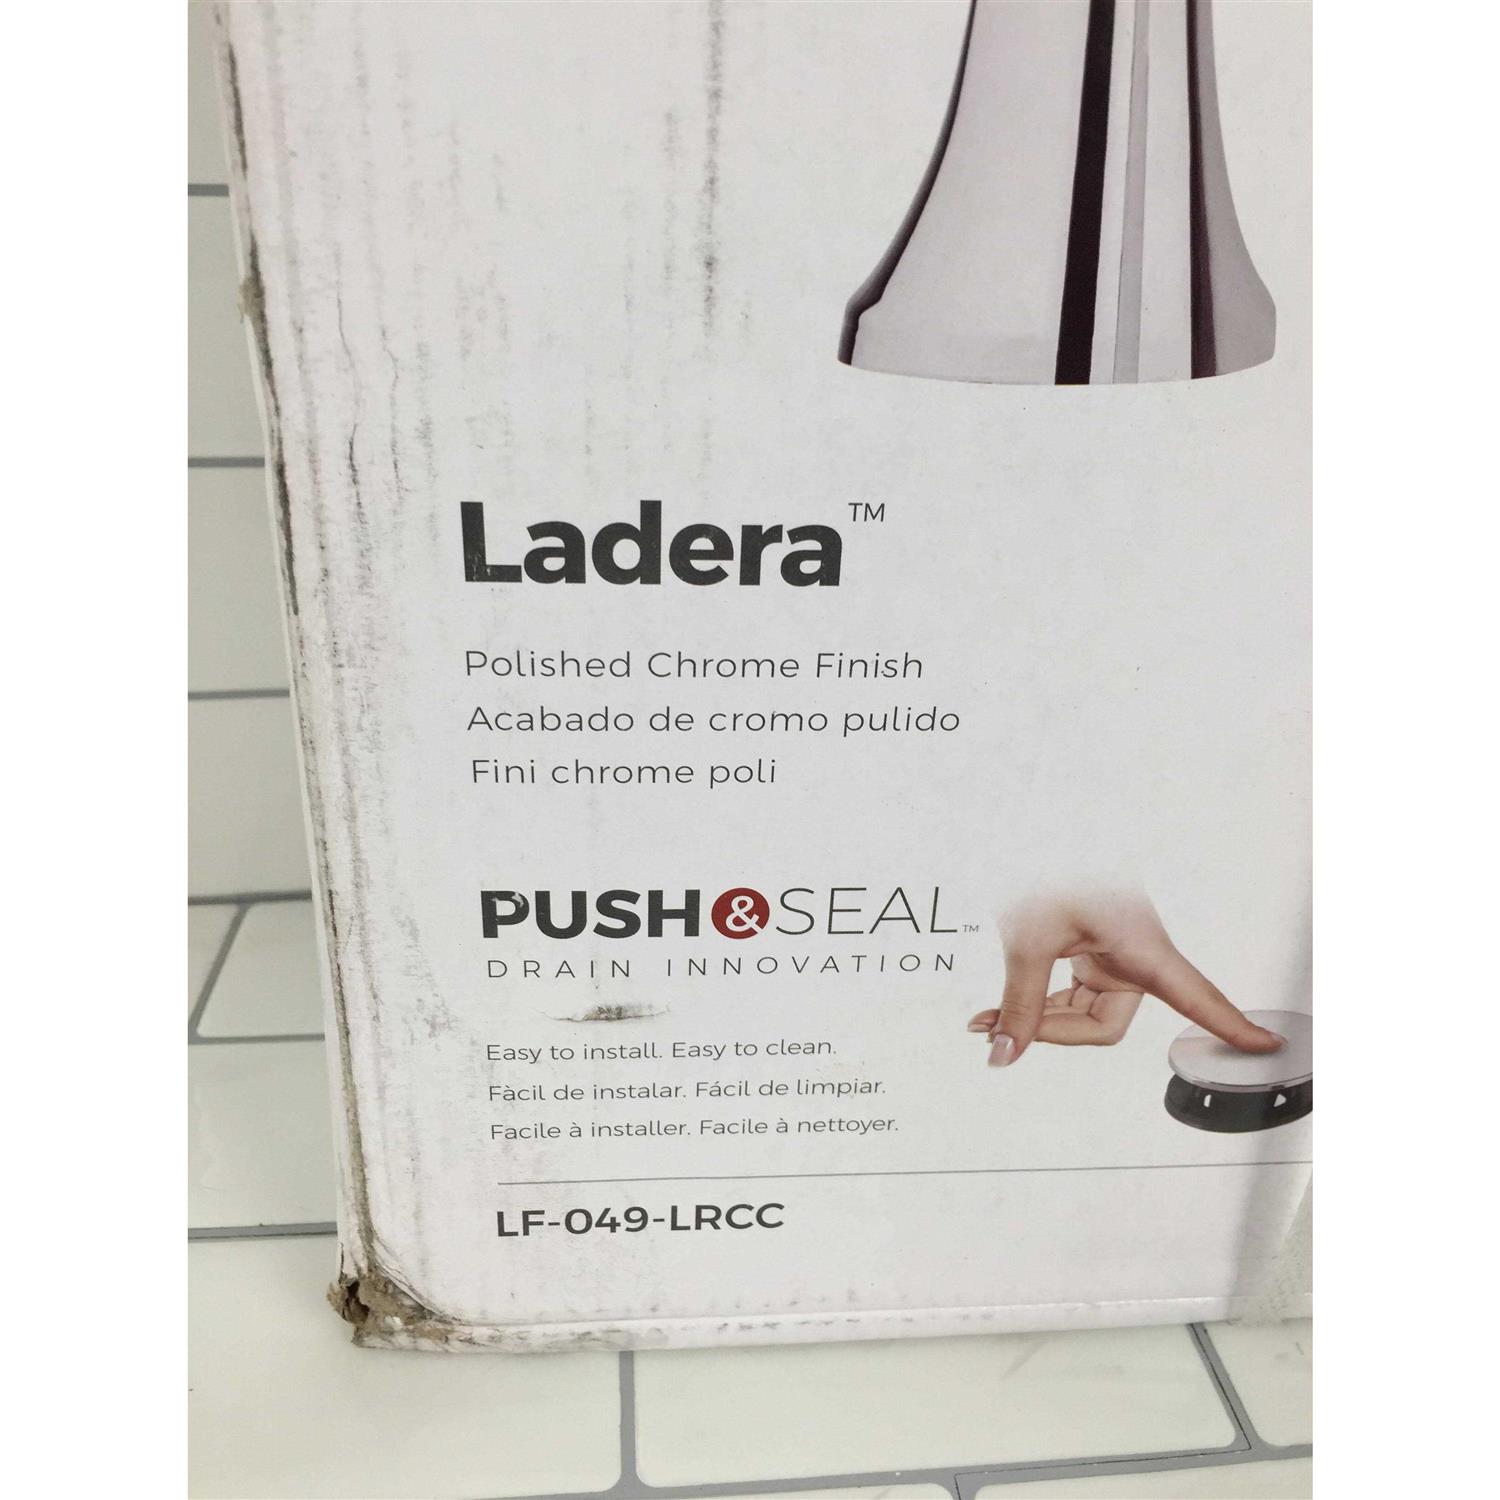 Ladera™
Polished Chrome Finish
Acabado de cromo pulido
Fini chrome poli
PUSH&SEAL™
DRAIN INNOVATION
Easy to install. Easy to clean.
Fàcil de instalar. Fácil de limpiar.
Facile à installer. Facile à nettoyer.
LF-049-LRCC